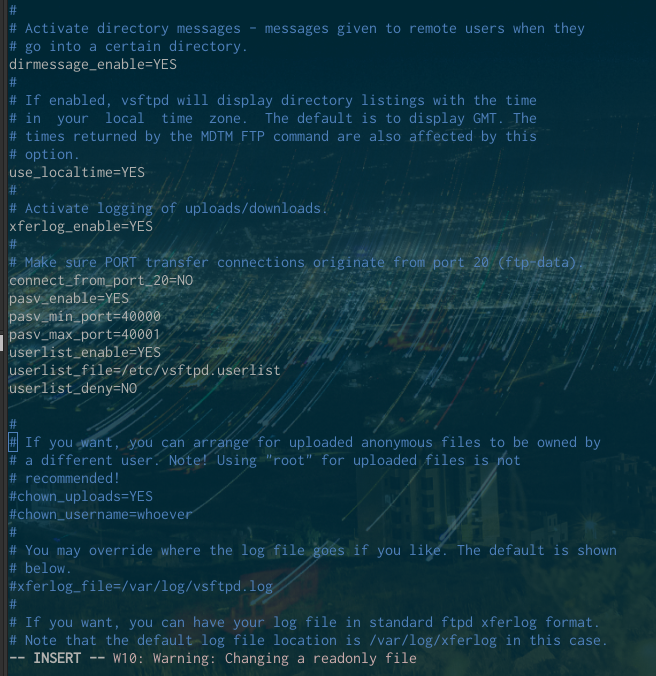 #
# Activate directory messages - messages given to remote users when they
# go into a certain directory.
dirmessage_enable=YES
#
# If enabled, vsftpd will display directory listings with the time
# in  your  local  time  zone.  The default is to display GMT. The
# times returned by the MDTM FTP command are also affected by this
# option.
use_localtime=YES
#
# Activate logging of uploads/downloads.
xferlog_enable=YES
#
# Make sure PORT transfer connections originate from port 20 (ftp-data).
connect_from_port_20=NO
pasv_enable=YES
pasv_min_port=40000
pasv_max_port=40001
userlist_enable=YES
userlist_file=/etc/vsftpd.userlist
userlist_deny=NO
#
# If you want, you can arrange for uploaded anonymous files to be owned by
# a different user. Note! Using "root" for uploaded files is not
# recommended!
#chown_uploads=YES
#chown_username=whoever
#
# You may override where the log file goes if you like. The default is shown
# below.
#xferlog_file=/var/log/vsftpd.log
#
# If you want, you can have your log file in standard ftpd xferlog format.
# Note that the default log file location is /var/log/xferlog in this case.
-- INSERT -- W10: Warning: Changing a readonly file